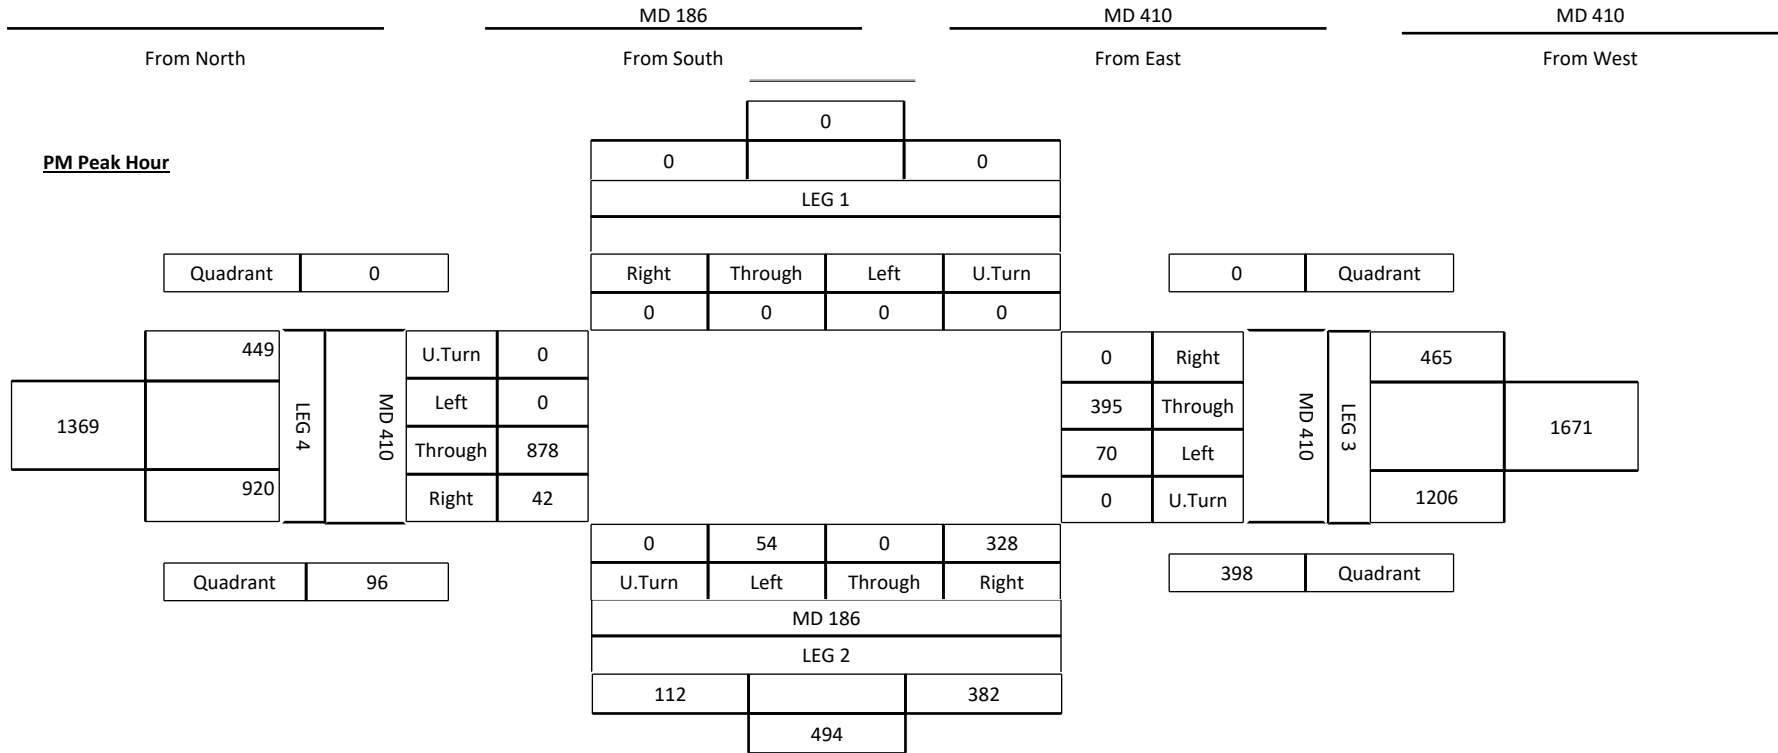 MD 186 MD 410 MD 410
From North From South From East From West
0
PM Peak Hour
0 0
LEG 1
Quadrant 0 Right Through Left U.Turn 0 Quadrant
0 0 0 0
449 U.Turn 0 0 Right 465
1369 LEG 4 MD 410 Left 0 395 Through MD 410 LEG 3 1671
Through 878 70 Left
920 Right 42 0 U.Turn 1206
0 54 0 328
Quadrant 96 U.Turn Left Through Right 398 Quadrant
MD 186
LEG 2
112 382
494